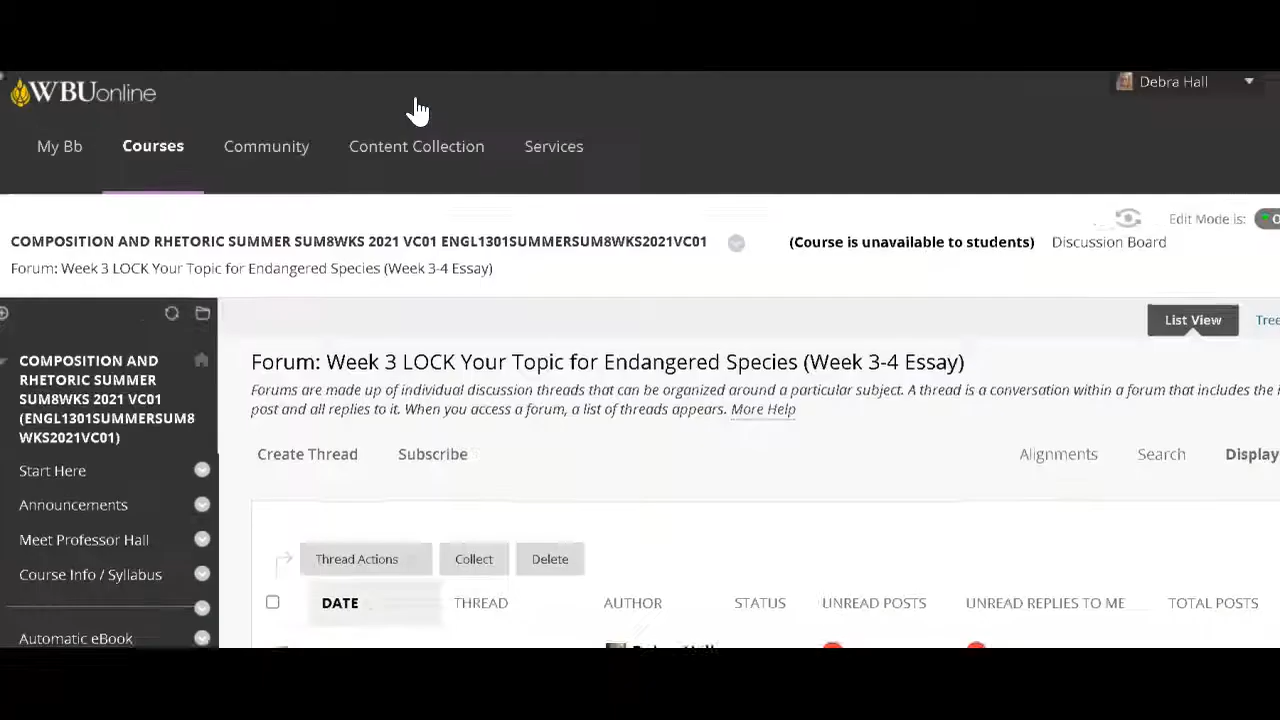 WBUonline
Debra Hall
My Bb Courses Community Content Collection Services
Edit Mode is:
COMPOSITION AND RHETORIC SUMMER SUM8WKS 2021 VC01 ENGL1301SUMMERSUM8WKS2021VC01 (Course is unavailable to students) Discussion Board
Forum: Week 3 LOCK Your Topic for Endangered Species (Week 3-4 Essay)
List View Tree
COMPOSITION AND
RHETORIC SUMMER
SUM8WKS 2021 VC01
(ENGL1301SUMMERSUM8
WKS2021VC01)
Start Here
Announcements
Meet Professor Hall
Course Info / Syllabus
Automatic eBook
Forum: Week 3 LOCK Your Topic for Endangered Species (Week 3-4 Essay)
Forums are made up of individual discussion threads that can be organized around a particular subject. A thread is a conversation within a forum that includes the
post and all replies to it. When you access a forum, a list of threads appears. More Help
Create Thread Subscribe Alignments Search Display
Thread Actions Collect Delete
DATE THREAD AUTHOR STATUS UNREAD POSTS UNREAD REPLIES TO ME TOTAL POSTS